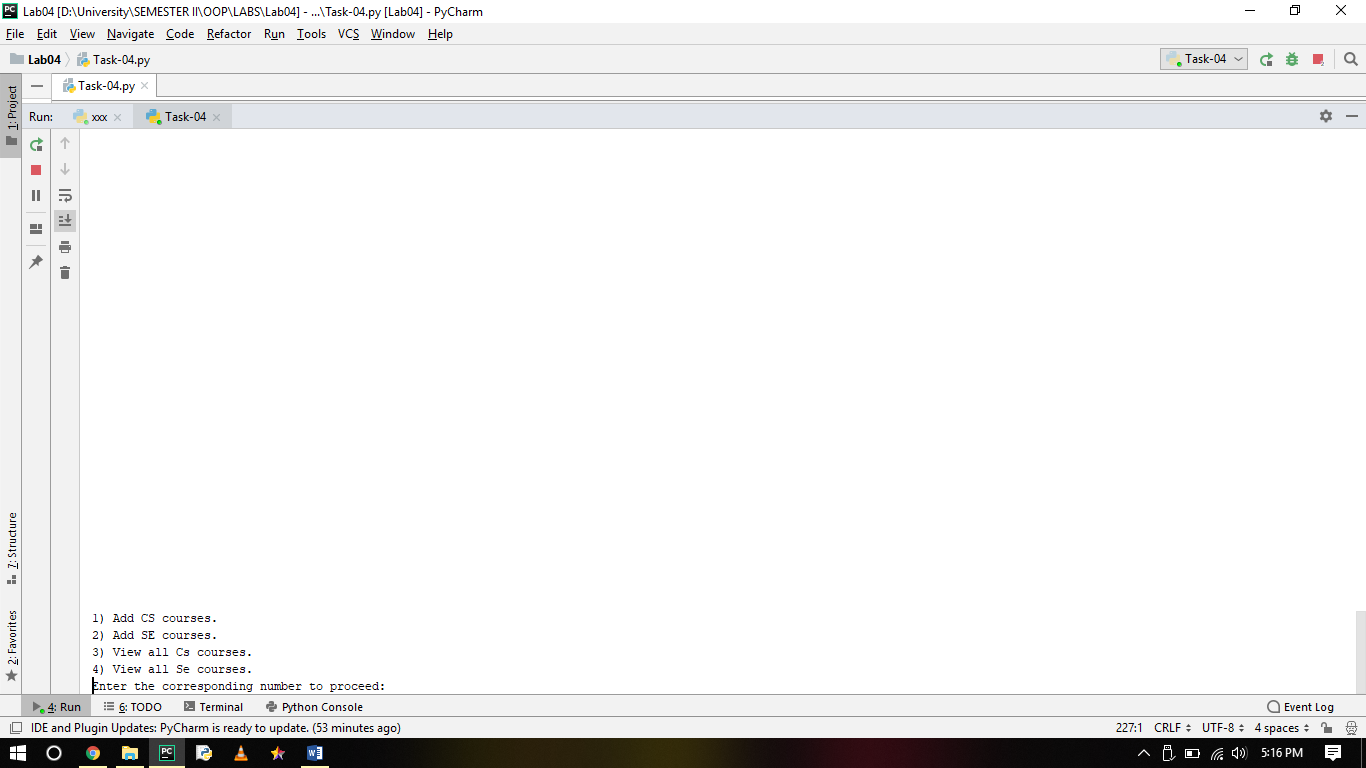 PC Lab04 [D:\University\SEMESTER II\OOP\LABS\Lab04] - ...\Task-04.py [Lab04] - PyCharm
File Edit View Navigate Code Refactor Run Tools VCS Window Help
Lab04 Task-04.py Task-04
1: Project
Task-04.py
Run: xxx Task-04
7: Structure
2: Favorites
1) Add CS courses.
2) Add SE courses.
3) View all Cs courses.
4) View all Se courses.
Enter the corresponding number to proceed:
4: Run 6: TODO Terminal Python Console Event Log
IDE and Plugin Updates: PyCharm is ready to update. (53 minutes ago) 227:1 CRLF UTF-8 4 spaces
PC W 5:16 PM